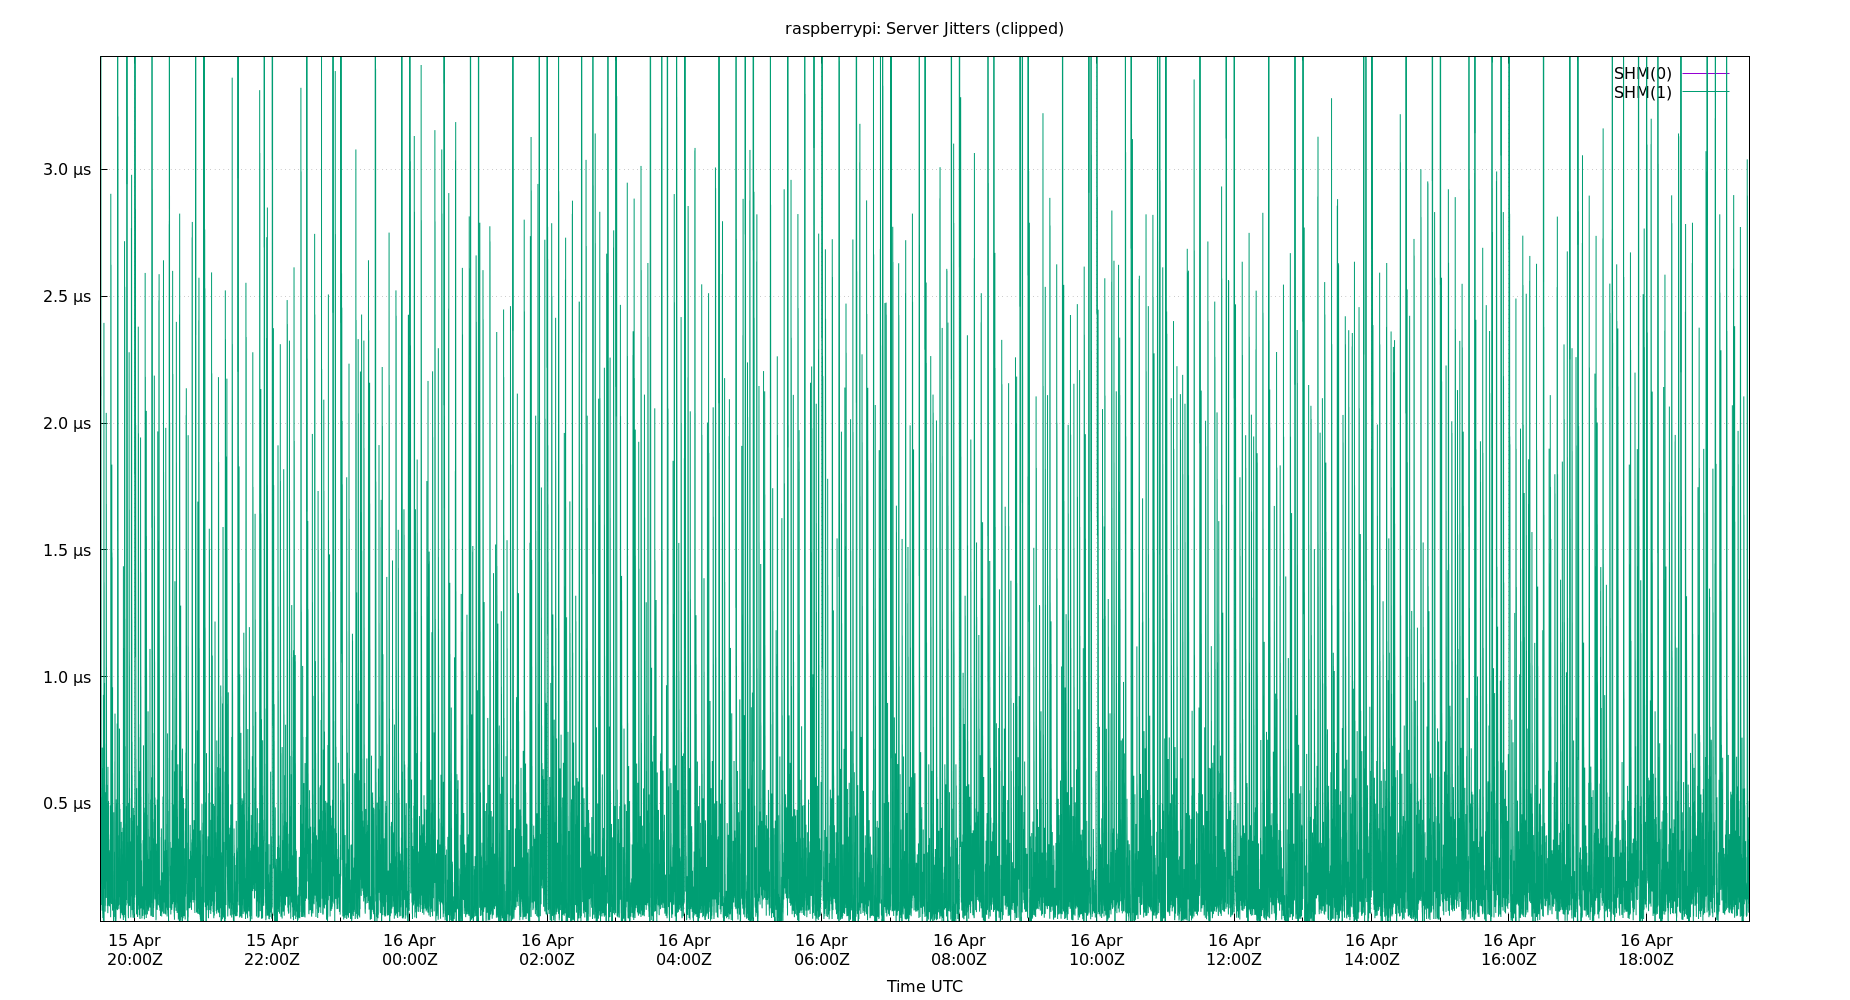 raspberrypi: Server Jitters (clipped)
SHM(0)
SHM(1)
3.0 µs
2.5 µs
2.0 µs
1.5 µs
1.0 µs
0.5 µs
15 Apr 15 Apr 16 Apr 16 Apr 16 Apr 16 Apr 16 Apr 16 Apr 16 Apr 16 Apr 16 Apr 16 Apr
20:00Z 22:00Z 00:00Z 02:00Z 04:00Z 06:00Z 08:00Z 10:00Z 12:00Z 14:00Z 16:00Z 18:00Z
Time UTC